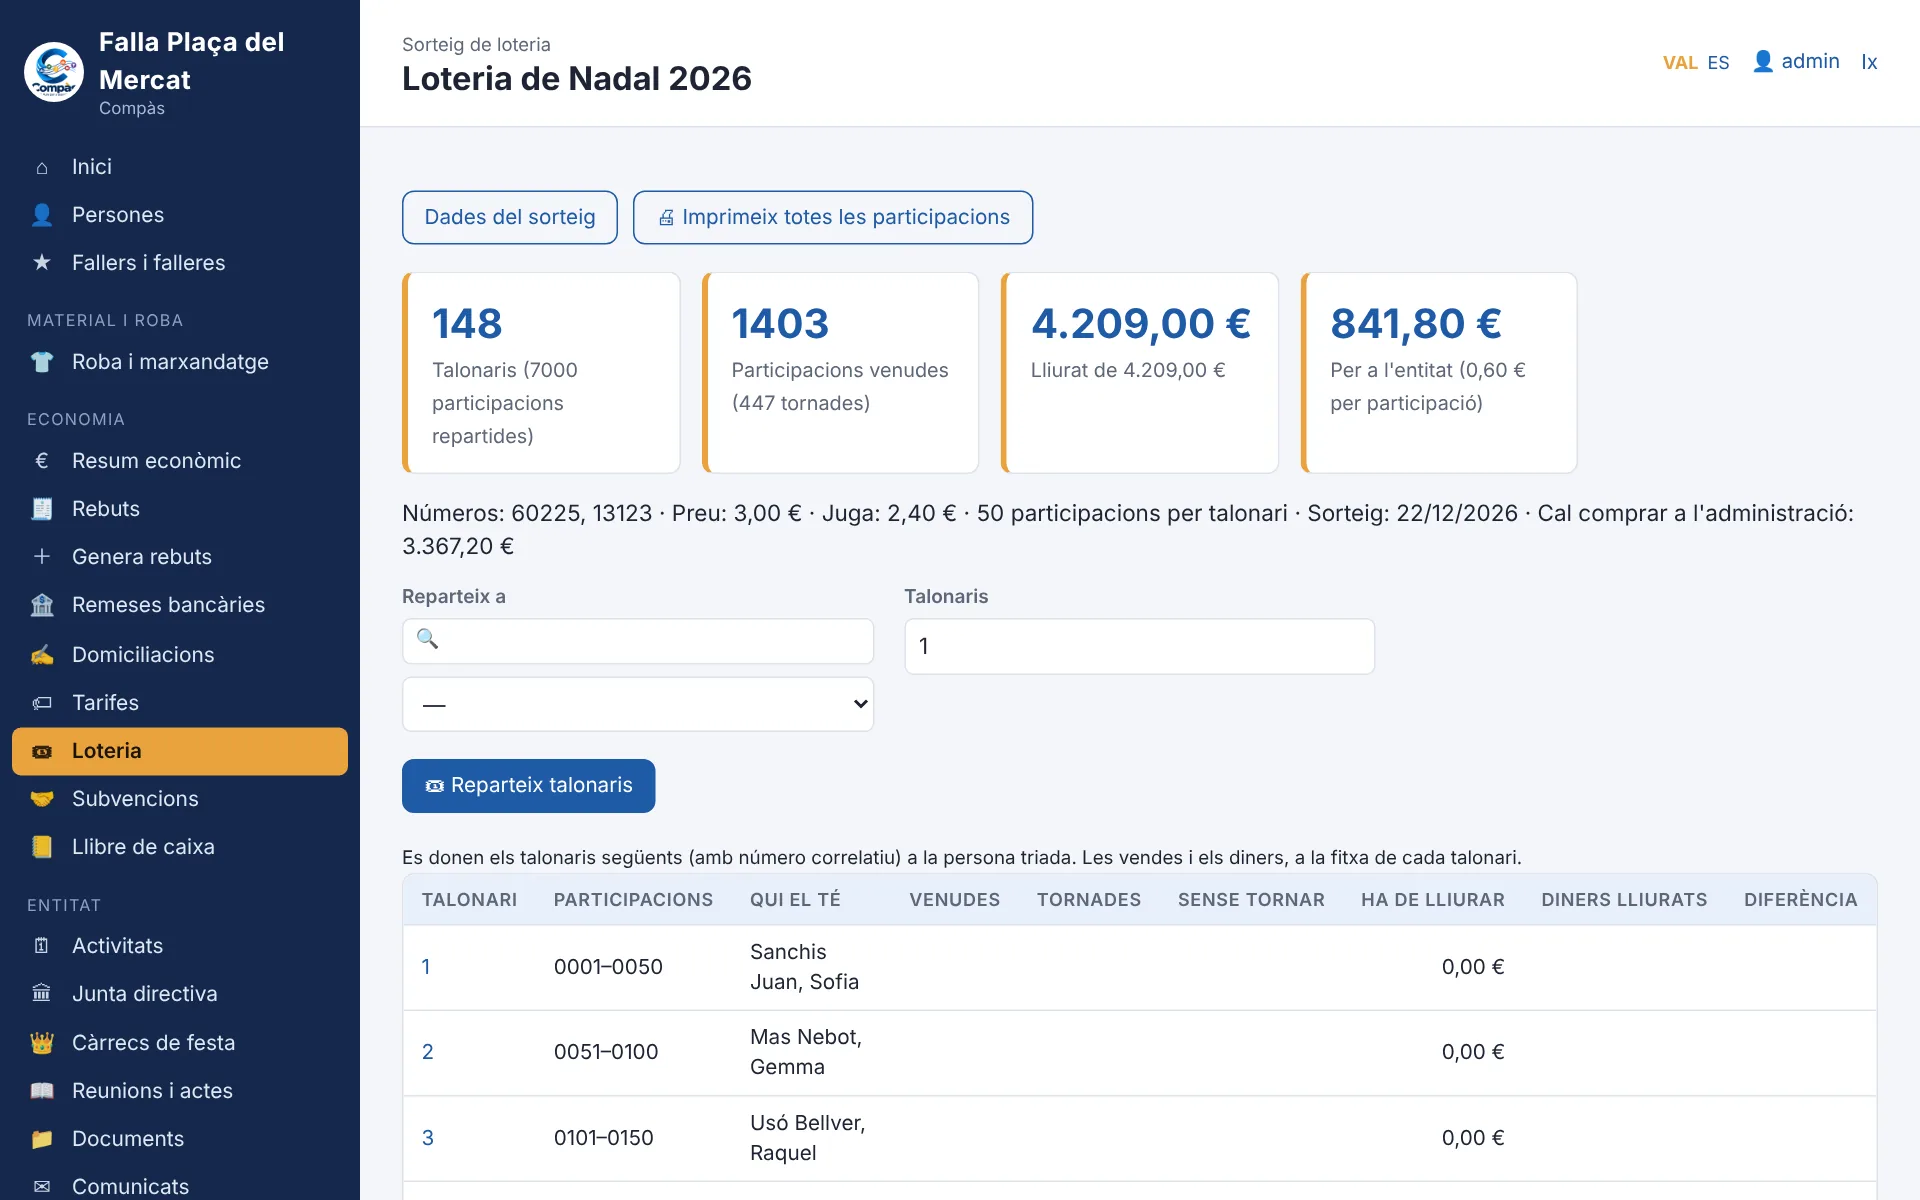 Falla Plaça del
Mercat
Compàs
Compàs
Inici
Persones
Fallers i falleres
MATERIAL I ROBA
Roba i marxandatge
ECONOMIA
€ Resum econòmic
Rebuts
Genera rebuts
Remeses bancàries
Domiciliacions
Tarifes
Loteria
Subvencions
Llibre de caixa
ENTITAT
Activitats
Junta directiva
Càrrecs de festa
Reunions i actes
Documents
Comunicats
Sorteig de loteria
Loteria de Nadal 2026
VAL ES admin Ix
Dades del sorteig
Imprimeix totes les participacions
148
Talonaris (7000
participacions
repartides)
1403
Participacions venudes
(447 tornades)
4.209,00 €
Lliurat de 4.209,00 €
841,80 €
Per a l'entitat (0,60 €
per participació)
Números: 60225, 13123 · Preu: 3,00 € · Juga: 2,40 € · 50 participacions per talonari · Sorteig: 22/12/2026 · Cal comprar a l'administració:
3.367,20 €
Reparteix a
—
Talonaris
1
Reparteix talonaris
Es donen els talonaris següents (amb número correlatiu) a la persona triada. Les vendes i els diners, a la fitxa de cada talonari.
TALONARI PARTICIPACIONS QUI EL TÉ VENUDES TORNADES SENSE TORNAR HA DE LLIURAR DINERS LLIURATS DIFERÈNCIA
1 0001–0050 Sanchis
Juan, Sofia 0,00 €
2 0051–0100 Mas Nebot,
Gemma 0,00 €
3 0101–0150 Usó Bellver,
Raquel 0,00 €